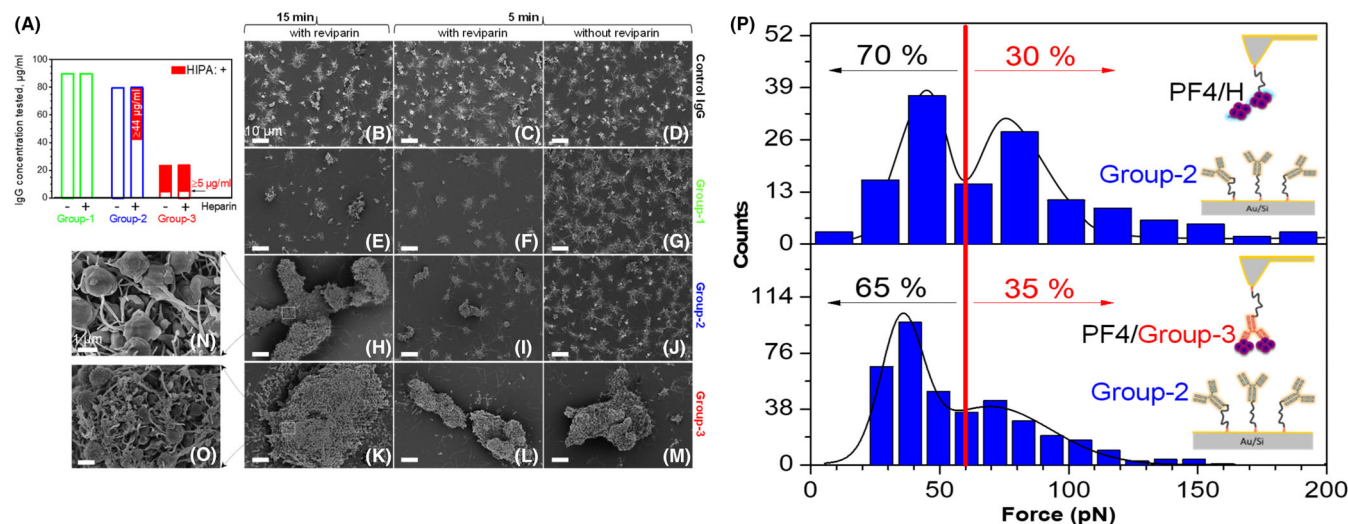 (A)
15 min
5 min
with reviparin
with reviparin
without reviparin
IgG concentration tested, µg/ml
100
80
60
40
20
0
HIPA: +
≥44 µg/ml
≥5 µg/ml
- + - + - + Heparin
Group-1 Group-2 Group-3
10 µm
(B)
(C)
(D)
Control IgG
(E)
(F)
(G)
Group-1
(H)
(I)
(J)
Group-2
(K)
(L)
(M)
Group-3
1 µm
(N)
(O)
(P)
Counts
52
39
26
13
0
70 %
30 %
PF4/H
Group-2
Au/Si
114
76
38
0
65 %
35 %
PF4/Group-3
Group-2
Au/Si
0 50 100 150 200
Force (pN)